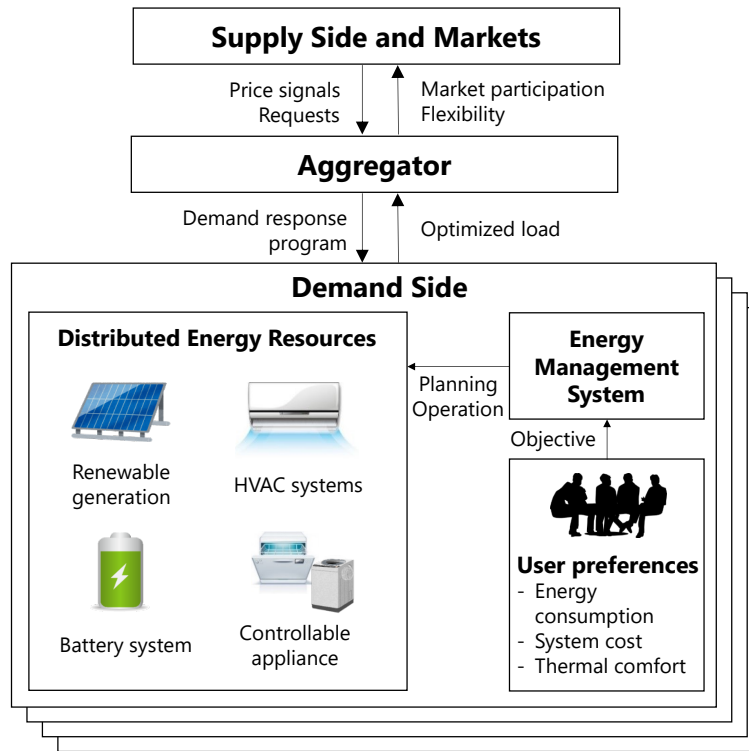 Supply Side and Markets
Price signals
Requests
Market participation
Flexibility
Aggregator
Demand response
program
Optimized load
Demand Side
Distributed Energy Resources
Renewable
generation
HVAC systems
Battery system
Controllable
appliance
Planning
Operation
Energy
Management
System
Objective
User preferences
- Energy
consumption
- System cost
- Thermal comfort